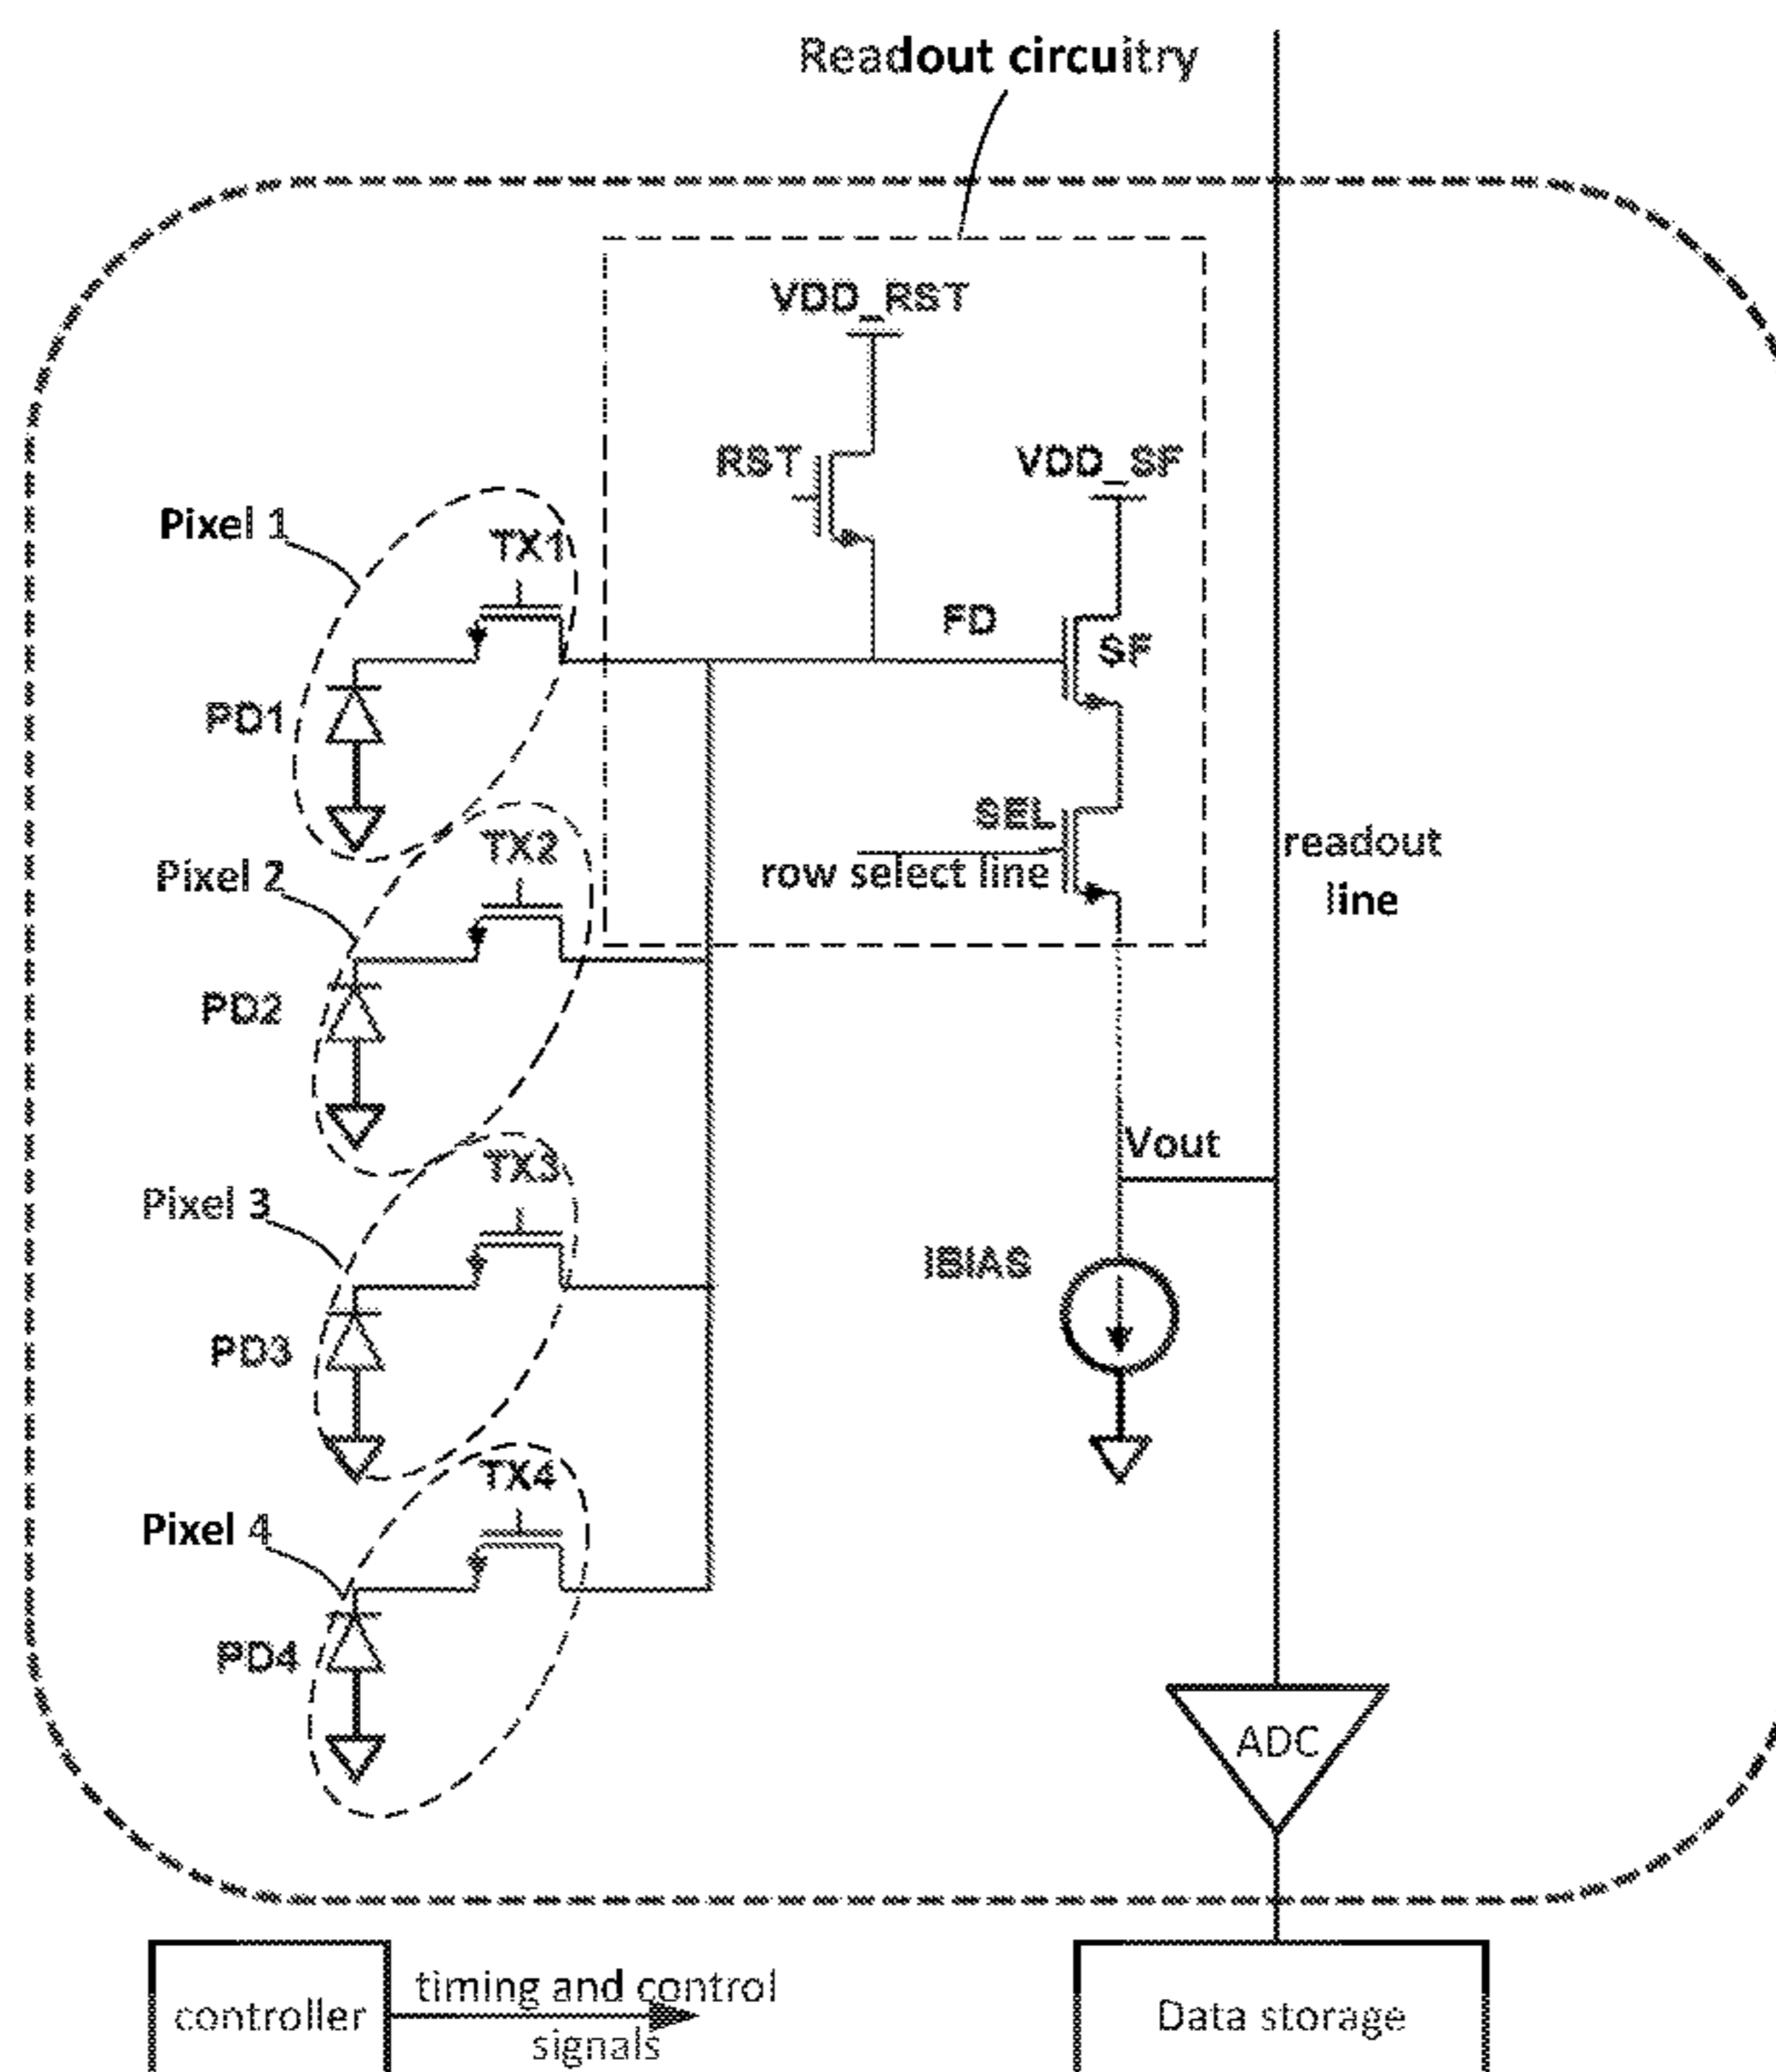 Readout circuitry
VDD_RST
RST
VDD_SF
Pixel 1
TX1
FD
SF
PD1
SEL
row select line
readout
line
TX2
Pixel 2
PD2
Vout
TX3
Pixel 3
IBIAS
PD3
TX4
Pixel 4
PD4
ADC
controller
timing and control
signals
Data storage